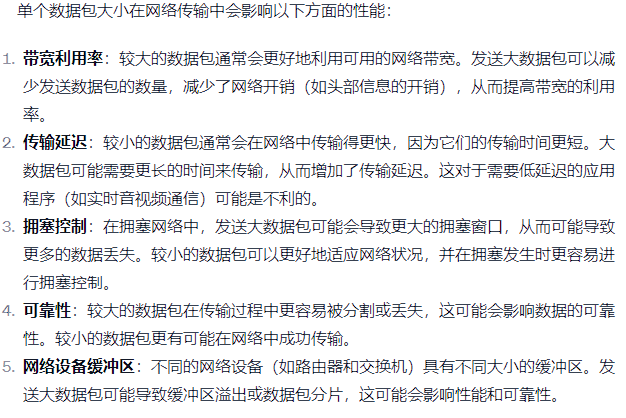 单个数据包大小在网络传输中会影响以下方面的性能：
1. 带宽利用率：较大的数据包通常会更好地利用可用的网络带宽。发送大数据包可以减
少发送数据包的数量，减少了网络开销（如头部信息的开销），从而提高带宽的利用
率。
2. 传输延迟：较小的数据包通常会在网络中传输得更快，因为它们的传输时间更短。大
数据包可能需要更长的时间来传输，从而增加了传输延迟。这对于需要低延迟的应用
程序（如实时音视频通信）可能是不利的。
3. 拥塞控制：在拥塞网络中，发送大数据包可能会导致更大的拥塞窗口，从而可能导致
更多的数据丢失。较小的数据包可以更好地适应网络状况，并在拥塞发生时更容易进
行拥塞控制。
4. 可靠性：较大的数据包在传输过程中更容易被分割或丢失，这可能会影响数据的可靠
性。较小的数据包更有可能在网络中成功传输。
5. 网络设备缓冲区：不同的网络设备（如路由器和交换机）具有不同大小的缓冲区。发
送大数据包可能导致缓冲区溢出或数据包分片，这可能会影响性能和可靠性。